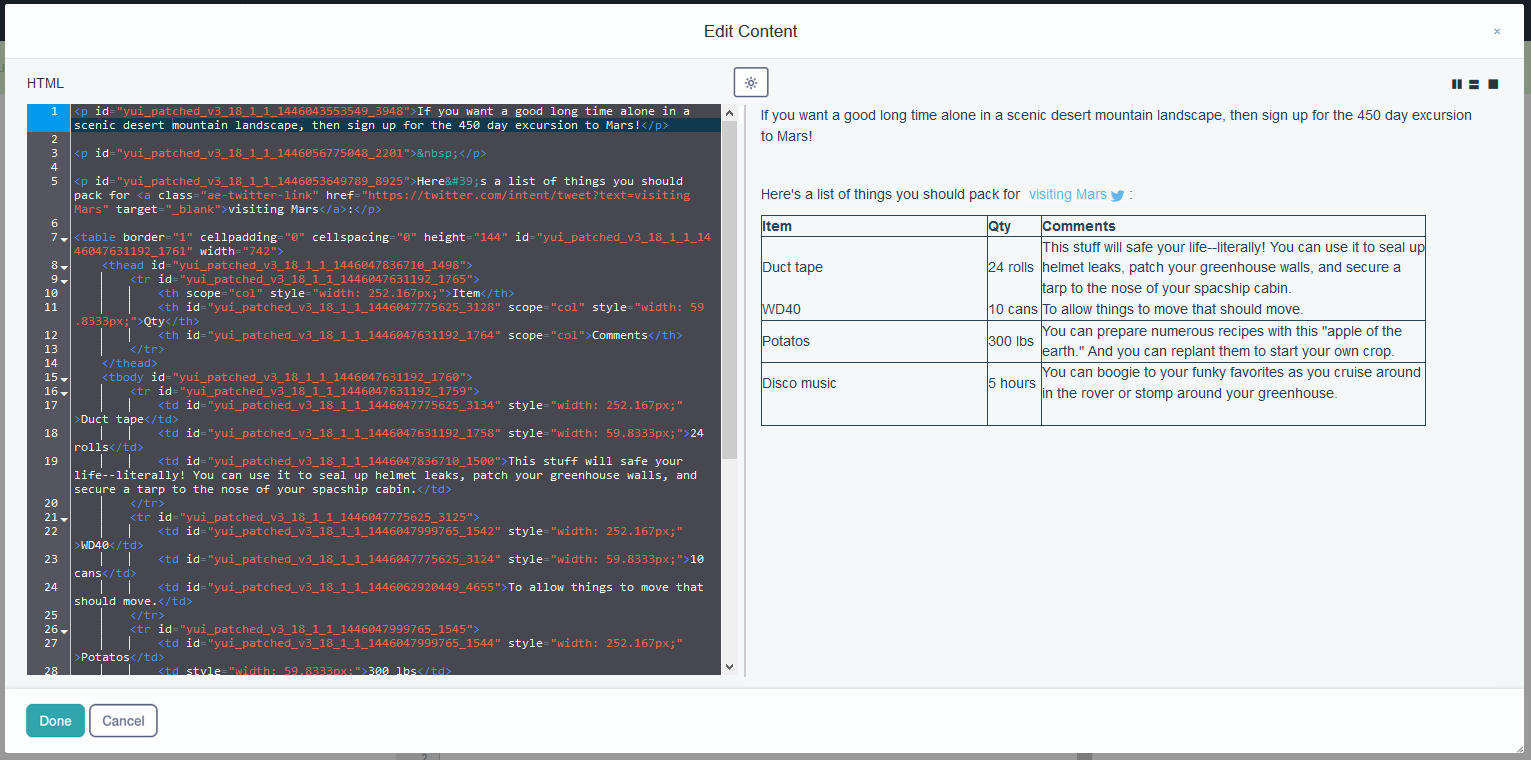 Edit Content
×
HTML
1 <p id="yui_patched_v3_18_1_1_1446043553549_3948">If you want a good long time alone in a
scenic desert mountain landscape, then sign up for the 450 day excursion to Mars!</p>
2
3 <p id="yui_patched_v3_18_1_1_1446056775048_2201">&nbsp;</p>
4
5 <p id="yui_patched_v3_18_1_1_1446053649789_8925">Here&#39;s a list of things you should
pack for <a class="ae-twitter-link" href="https://twitter.com/intent/tweet?text=visiting
Mars" target="_blank">visiting Mars</a>:</p>
6
7 <table border="1" cellpadding="0" cellspacing="0" height="144" id="yui_patched_v3_18_1_1_14
46047631192_1761" width="742">
8 <thead id="yui_patched_v3_18_1_1_1446047836710_1498">
9 <tr id="yui_patched_v3_18_1_1_1446047631192_1765">
10 <th scope="col" style="width: 252.167px;">Item</th>
11 <th id="yui_patched_v3_18_1_1_1446047775625_3128" scope="col" style="width: 59
.8333px;">Qty</th>
12 <th id="yui_patched_v3_18_1_1_1446047631192_1764" scope="col">Comments</th>
13 </tr>
14 </thead>
15 <tbody id="yui_patched_v3_18_1_1_1446047631192_1760">
16 <tr id="yui_patched_v3_18_1_1_1446047631192_1759">
17 <td id="yui_patched_v3_18_1_1_1446047775625_3134" style="width: 252.167px;"
>Duct tape</td>
18 <td id="yui_patched_v3_18_1_1_1446047631192_1758" style="width: 59.8333px;">24
rolls</td>
19 <td id="yui_patched_v3_18_1_1_1446047836710_1500">This stuff will safe your
life--literally! You can use it to seal up helmet leaks, patch your greenhouse walls, and
secure a tarp to the nose of your spacship cabin.</td>
20 </tr>
21 <tr id="yui_patched_v3_18_1_1_1446047775625_3125">
22 <td id="yui_patched_v3_18_1_1_1446047999765_1542" style="width: 252.167px;"
>WD40</td>
23 <td id="yui_patched_v3_18_1_1_1446047775625_3124" style="width: 59.8333px;">10
cans</td>
24 <td id="yui_patched_v3_18_1_1_1446062920449_4655">To allow things to move that
should move.</td>
25 </tr>
26 <tr id="yui_patched_v3_18_1_1_1446047999765_1545">
27 <td id="yui_patched_v3_18_1_1_1446047999765_1544" style="width: 252.167px;"
>Potatos</td>
28 <td style="width: 59.8333px;">300 lbs</td>
If you want a good long time alone in a scenic desert mountain landscape, then sign up for the 450 day excursion
to Mars!
Here's a list of things you should pack for visiting Mars :
Item Qty Comments
Duct tape 24 rolls This stuff will safe your life--literally! You can use it to seal up
helmet leaks, patch your greenhouse walls, and secure a
tarp to the nose of your spacship cabin.
WD40 10 cans To allow things to move that should move.
Potatos 300 lbs You can prepare numerous recipes with this "apple of the
earth." And you can replant them to start your own crop.
Disco music 5 hours You can boogie to your funky favorites as you cruise around
in the rover or stomp around your greenhouse.
Done Cancel
2